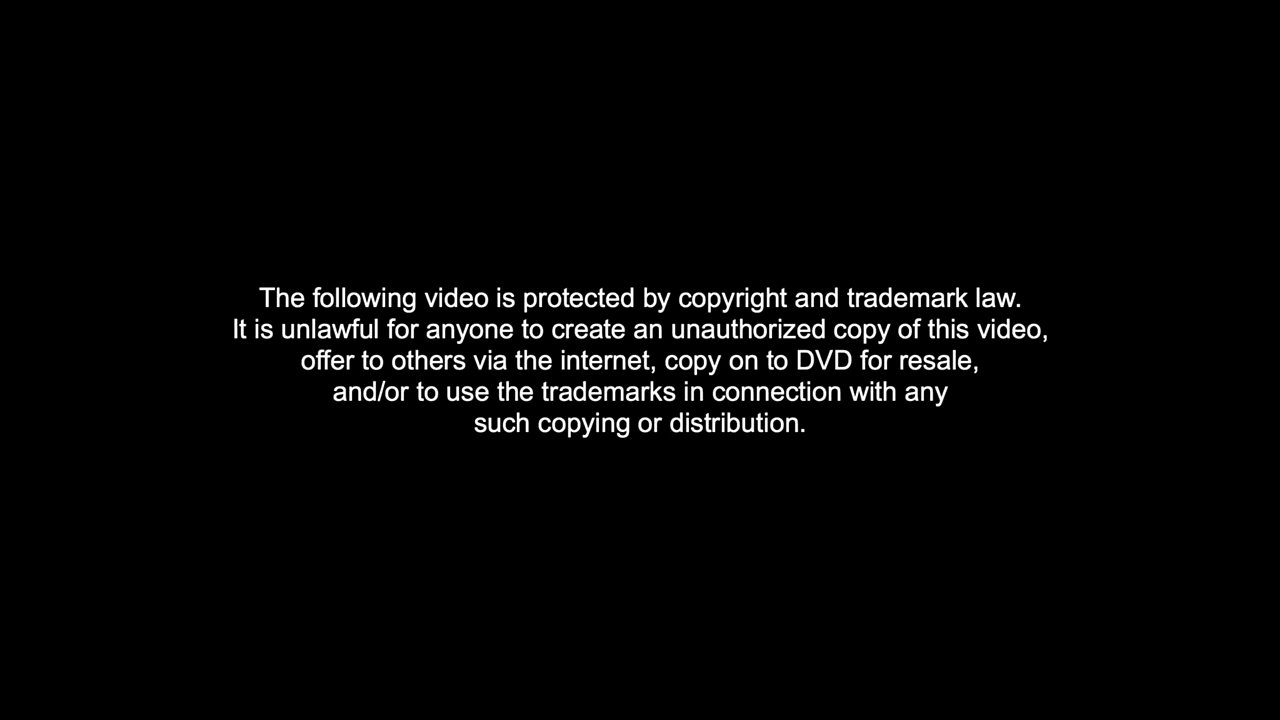 The following video is protected by copyright and trademark law.
It is unlawful for anyone to create an unauthorized copy of this video,
offer to others via the internet, copy on to DVD for resale,
and/or to use the trademarks in connection with any
such copying or distribution.